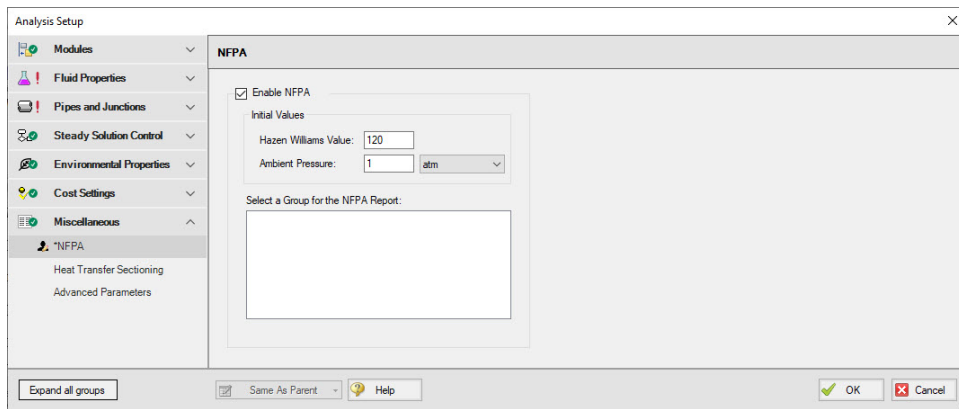 Analysis Setup
Modules
Fluid Properties
Pipes and Junctions
Steady Solution Control
Environmental Properties
Cost Settings
Miscellaneous
*NFPA
Heat Transfer Sectioning
Advanced Parameters
NFPA
Enable NFPA
Initial Values
Hazen Williams Value: 120
Ambient Pressure: 1 atm
Select a Group for the NFPA Report:
Expand all groups
Same As Parent
Help
OK
Cancel